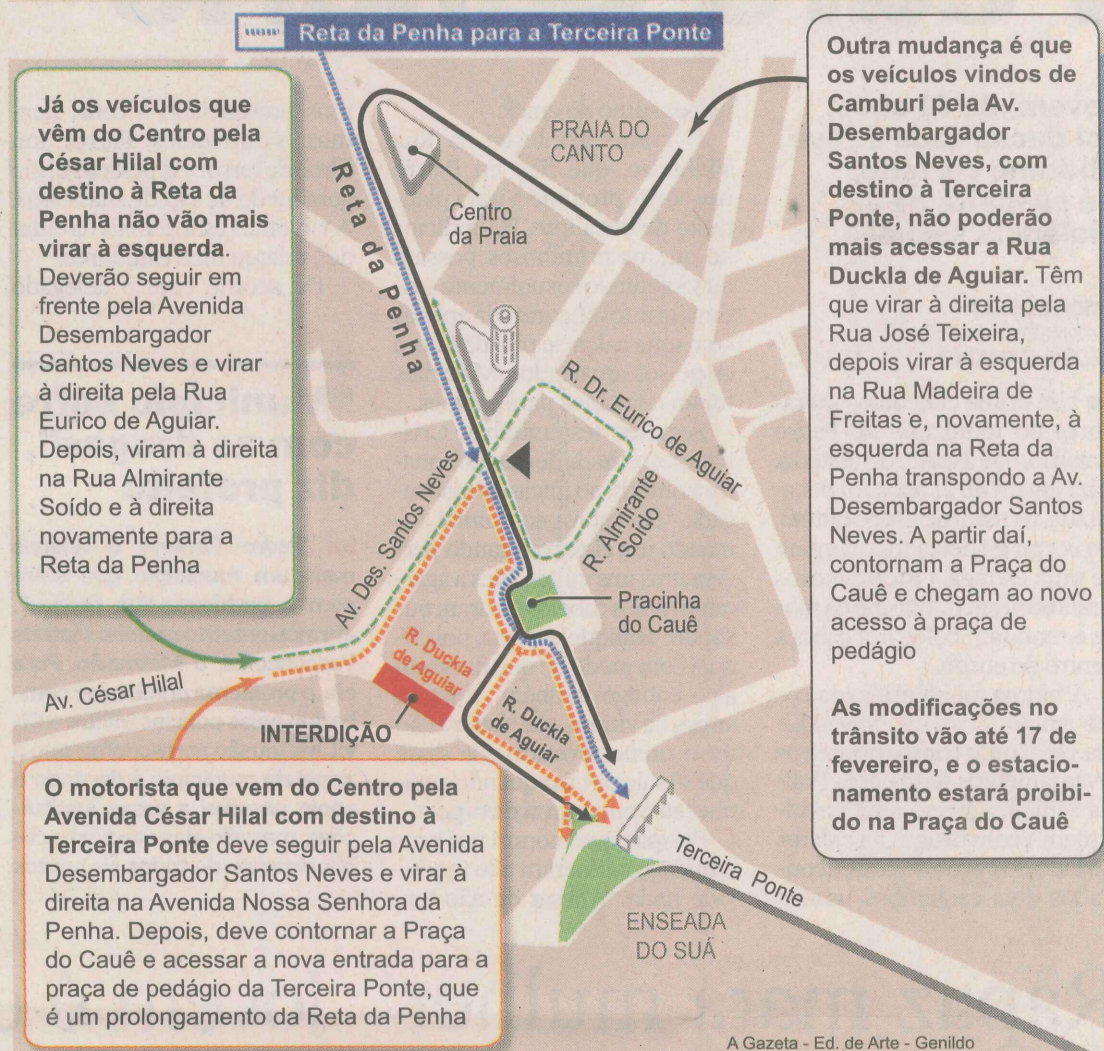 Reta da Penha para a Terceira Ponte
Já os veículos que
vêm do Centro pela
César Hilal com
destino à Reta da
Penha não vão mais
virar à esquerda.
Deverão seguir em
frente pela Avenida
Desembargador
Santos Neves e virar
à direita pela Rua
Eurico de Aguiar.
Depois, viram à direita
na Rua Almirante
Soído e à direita
novamente para a
Reta da Penha
PRAIA DO
CANTO
Centro
da Praia
Reta da Penha
R. Dr. Eurico de Aguiar
R. Almirante
Soído
Av. Des. Santos Neves
Pracinha
do Cauê
R. Duckla
de Aguiar
Av. César Hilal
INTERDIÇÃO
R. Duckla
de Aguiar
Terceira Ponte
ENSEADA
DO SUÁ
Outra mudança é que
os veículos vindos de
Camburi pela Av.
Desembargador
Santos Neves, com
destino à Terceira
Ponte, não poderão
mais acessar a Rua
Duckla de Aguiar. Têm
que virar à direita pela
Rua José Teixeira,
depois virar à esquerda
na Rua Madeira de
Freitas e, novamente, à
esquerda na Reta da
Penha transpondo a Av.
Desembargador Santos
Neves. A partir daí,
contornam a Praça do
Cauê e chegam ao novo
acesso à praça de
pedágio
As modificações no
trânsito vão até 17 de
fevereiro, e o estacio-
namento estará proibi-
do na Praça do Cauê
O motorista que vem do Centro pela
Avenida César Hilal com destino à
Terceira Ponte deve seguir pela Avenida
Desembargador Santos Neves e virar à
direita na Avenida Nossa Senhora da
Penha. Depois, deve contornar a Praça
do Cauê e acessar a nova entrada para a
praça de pedágio da Terceira Ponte, que
é um prolongamento da Reta da Penha
A Gazeta - Ed. de Arte - Genildo